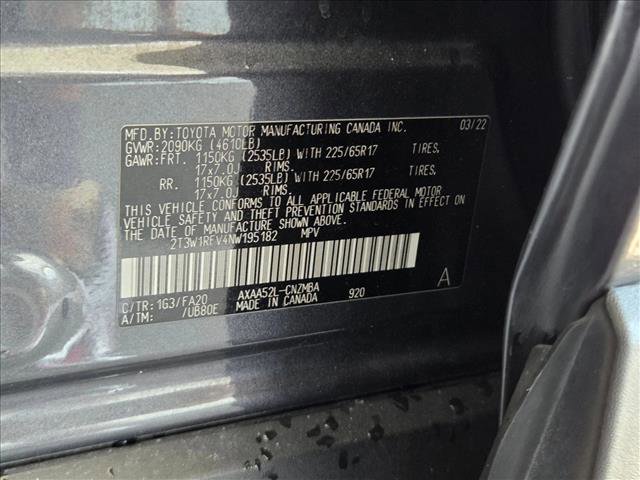 MFD. BY: TOYOTA MOTOR MANUFACTURING CANADA INC. 03/22
GVWR: 2090KG (4610LB)
GAWR: FRT. 1150KG (2535LB) WITH 225/65R17 TIRES.
17x7.0J RIMS.
RR. 1150KG (2535LB) WITH 225/65R17 TIRES.
17x7.0J RIMS.
THIS VEHICLE CONFORMS TO ALL APPLICABLE FEDERAL MOTOR
VEHICLE SAFETY AND THEFT PREVENTION STANDARDS IN EFFECT ON
THE DATE OF MANUFACTURE SHOWN ABOVE.
2T3W1RFV4NW195182 MPV
A
C/TR: 1G3/FA20 AXAA52L-CNZMBA 920
A/TM: /UB80E MADE IN CANADA